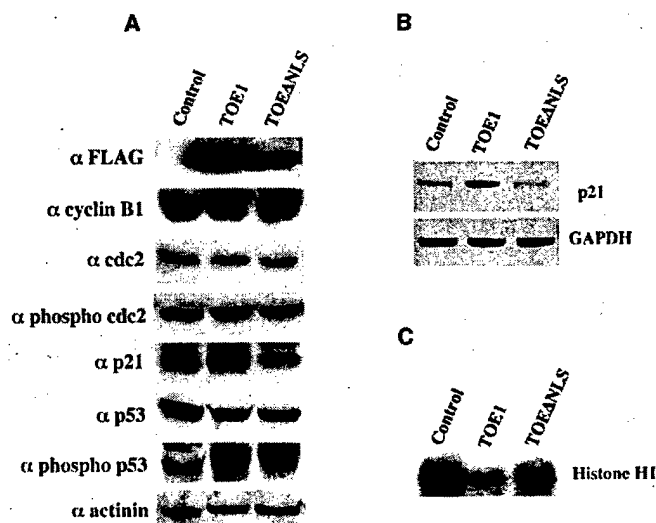 A
Control
TOE1
TOEΔNLS
α FLAG
α cyclin B1
α cdc2
α phospho cdc2
α p21
α p53
α phospho p53
α actinin
B
Control
TOE1
TOEΔNLS
p21
GAPDH
C
Control
TOE1
TOEΔNLS
Histone H1